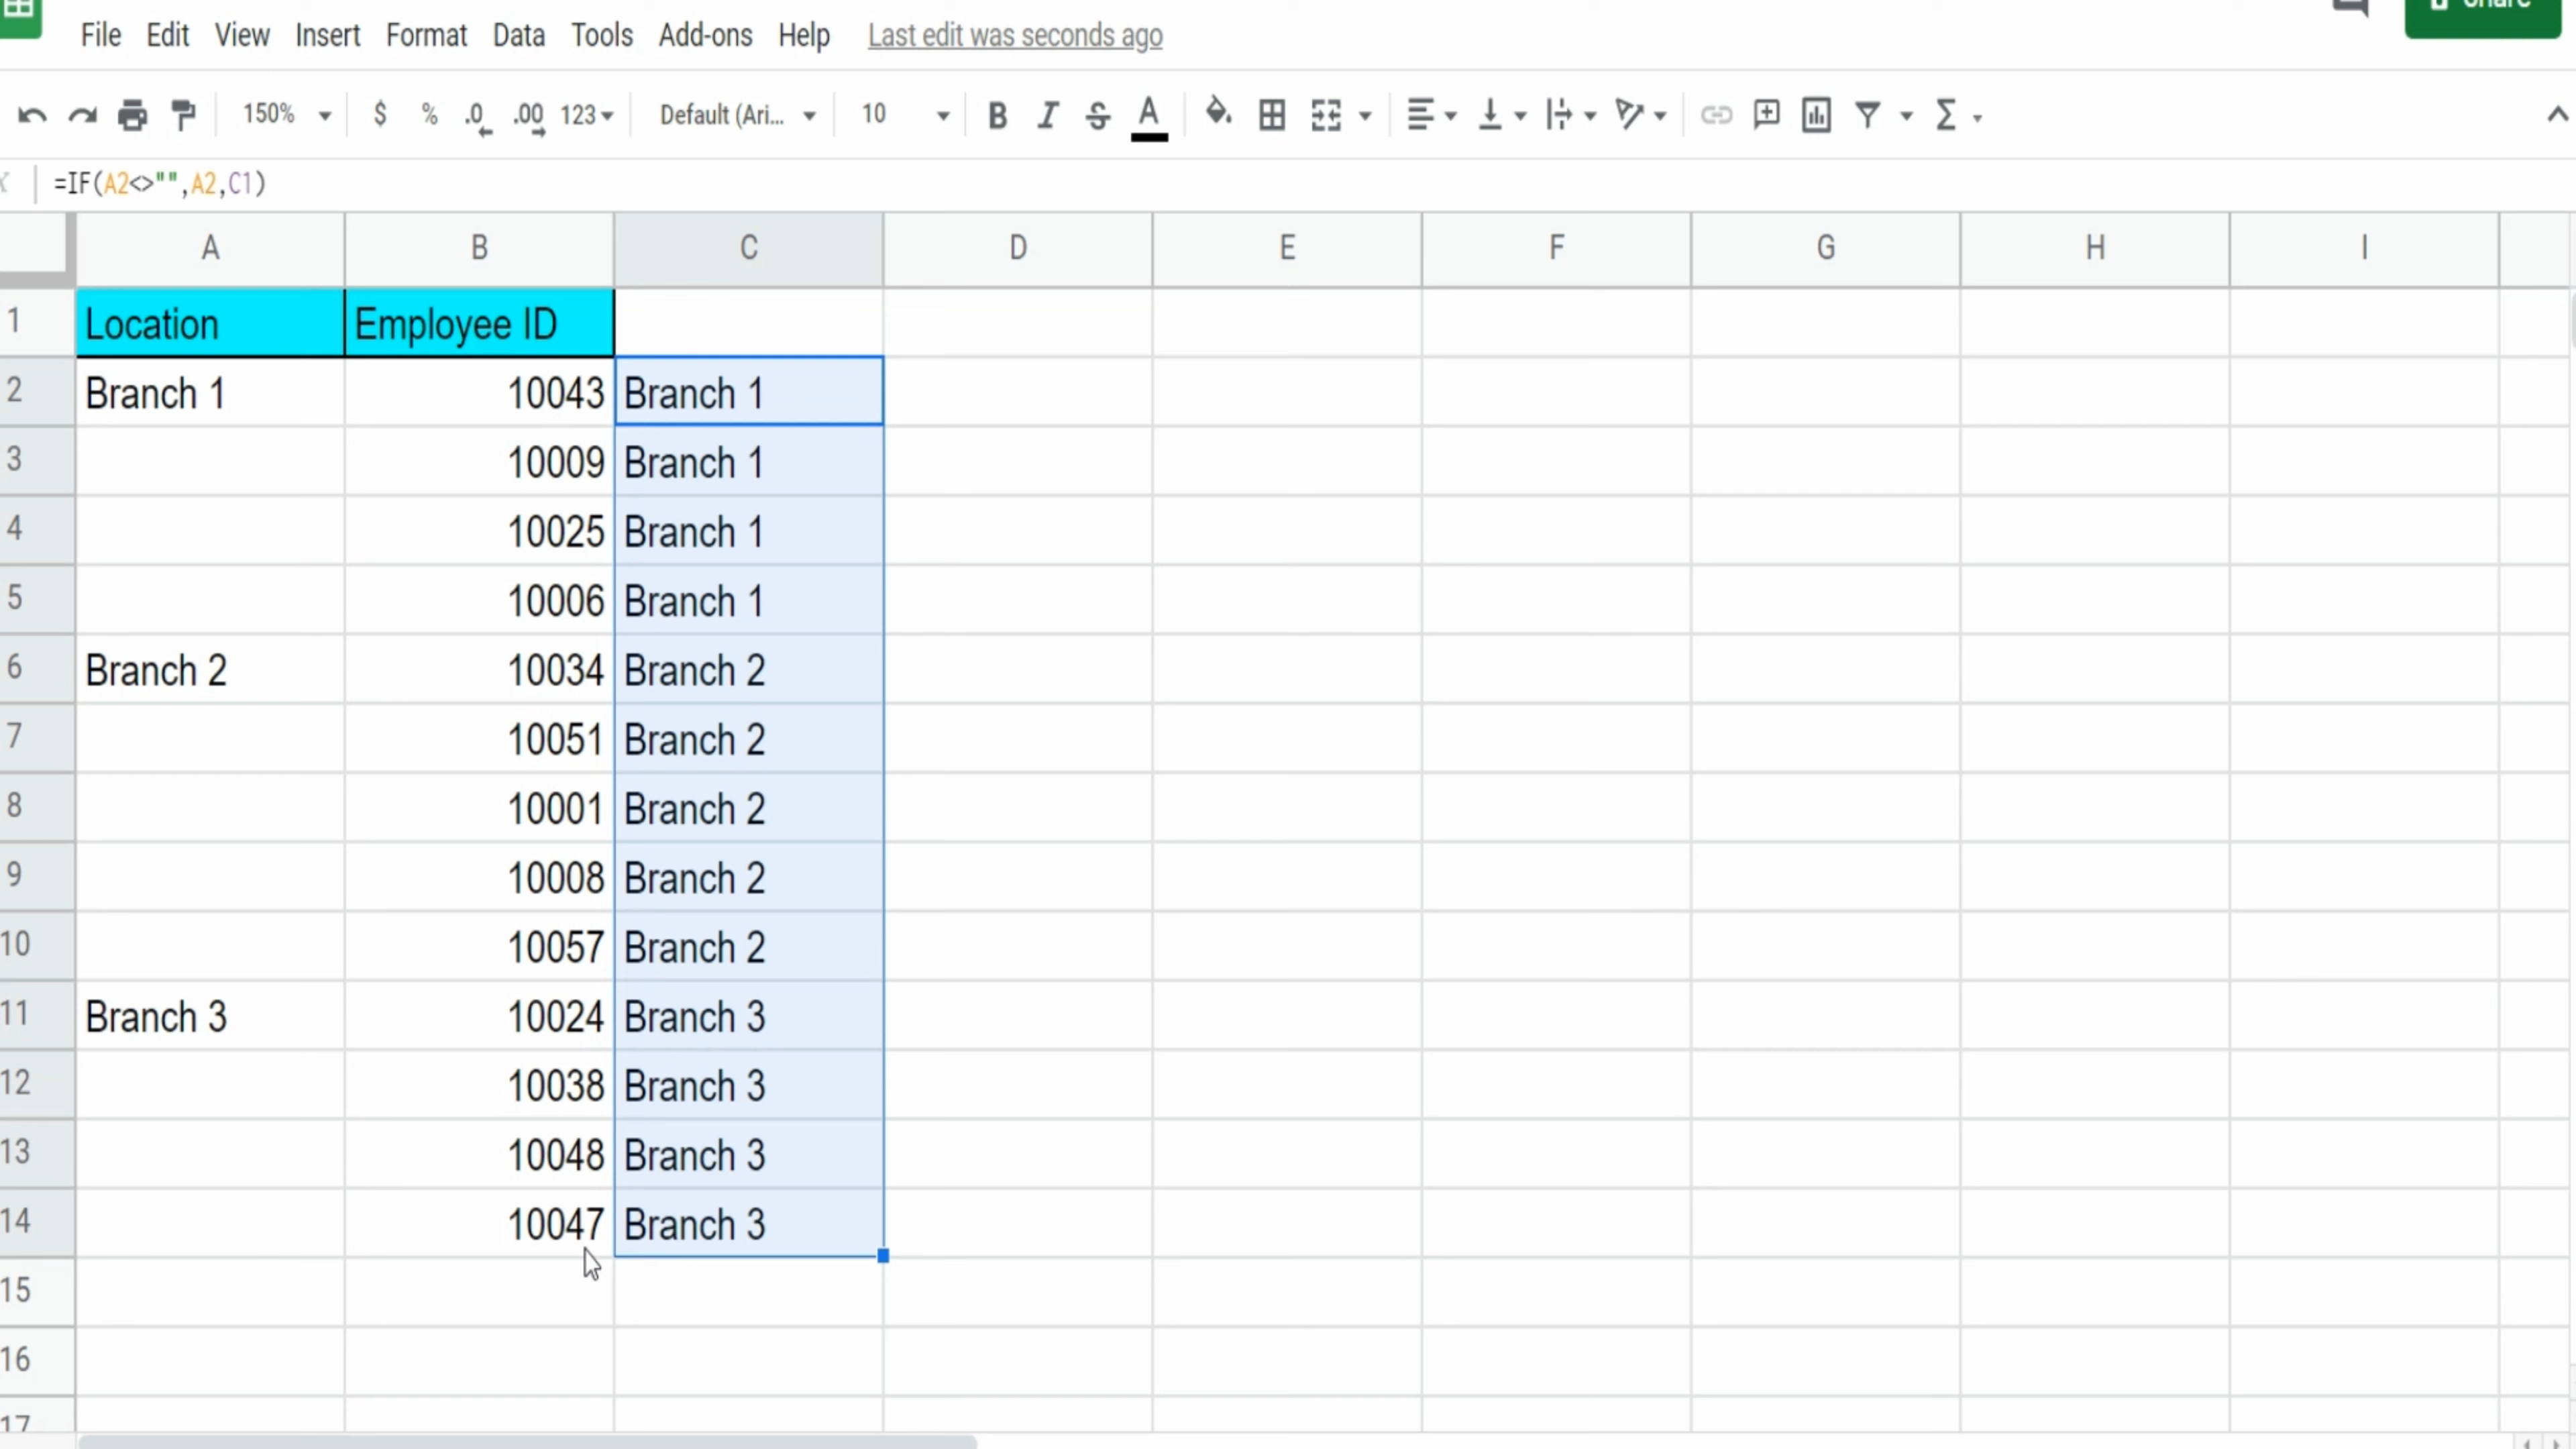 Share
File Edit View Insert Format Data Tools Add-ons Help Last edit was seconds ago
150% $ % .0 .00 123 Default (Ari... 10 B I S A
=IF(A2<>"",A2,C1)
A B C D E F G H I
1 Location Employee ID
2 Branch 1 10043 Branch 1
3 10009 Branch 1
4 10025 Branch 1
5 10006 Branch 1
6 Branch 2 10034 Branch 2
7 10051 Branch 2
8 10001 Branch 2
9 10008 Branch 2
10 10057 Branch 2
11 Branch 3 10024 Branch 3
12 10038 Branch 3
13 10048 Branch 3
14 10047 Branch 3
15
16
17